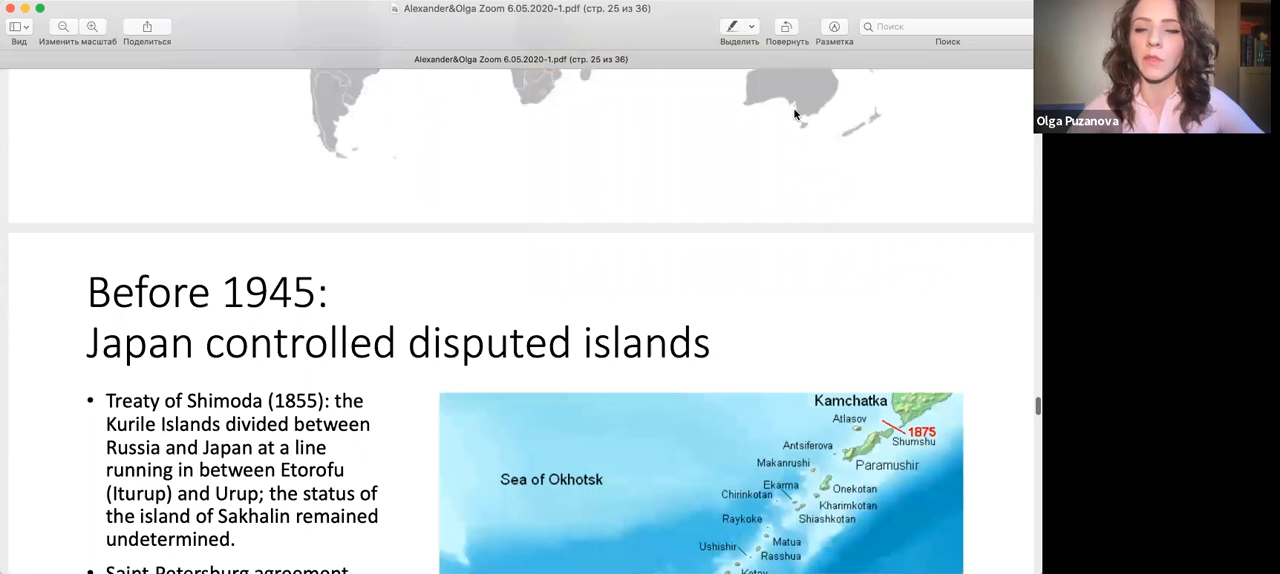 Alexander&Olga Zoom 6.05.2020-1.pdf (стр. 25 из 36)
Вид
Изменить масштаб
Поделиться
Выделить
Повернуть
Разметка
Поиск
Поиск
Alexander&Olga Zoom 6.05.2020-1.pdf (стр. 25 из 36)
Olga Puzanova
Before 1945:
Japan controlled disputed islands
• Treaty of Shimoda (1855): the
Kurile Islands divided between
Russia and Japan at a line
running in between Etorofu
(Iturup) and Urup; the status of
the island of Sakhalin remained
undetermined.
• Saint Petersburg agreement
Kamchatka
Atlasov
1875
Shumshu
Antsiferova
Paramushir
Makanrushi
Sea of Okhotsk
Ekarma
Onekotan
Chirinkotan
Kharimkotan
Raykoke
Shiashkotan
Matua
Ushishir
Rasshua
Ketoy